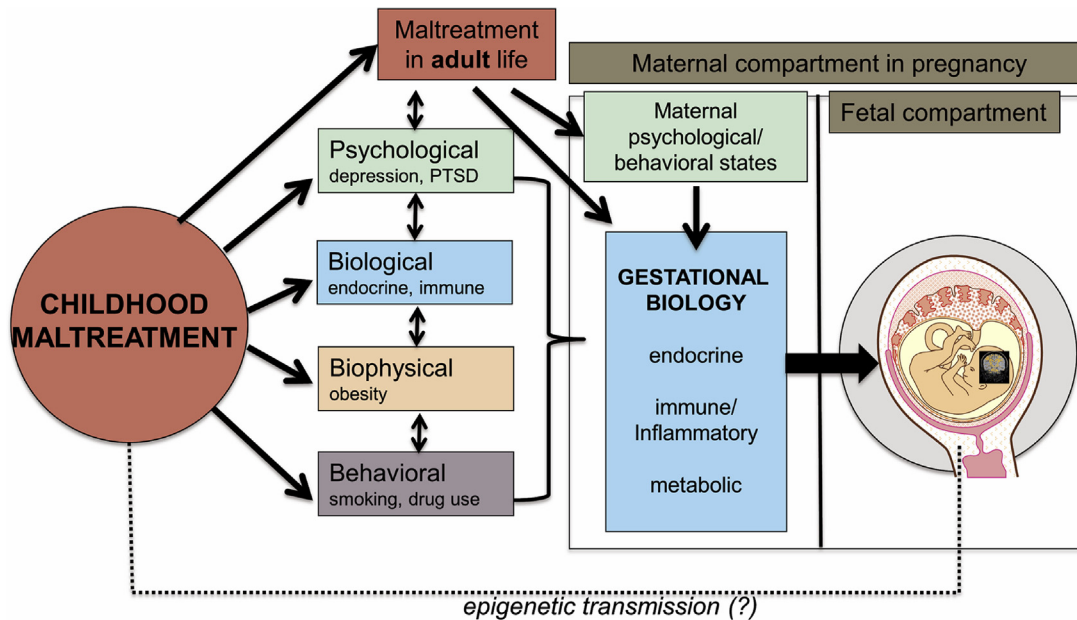 Maltreatment
in adult life
Maternal compartment in pregnancy
Maternal
psychological/
behavioral states
Fetal compartment
Psychological
depression, PTSD
Biological
endocrine, immune
CHILDHOOD
MALTREATMENT
Biophysical
obesity
Behavioral
smoking, drug use
GESTATIONAL
BIOLOGY
endocrine
immune/
Inflammatory
metabolic
epigenetic transmission (?)